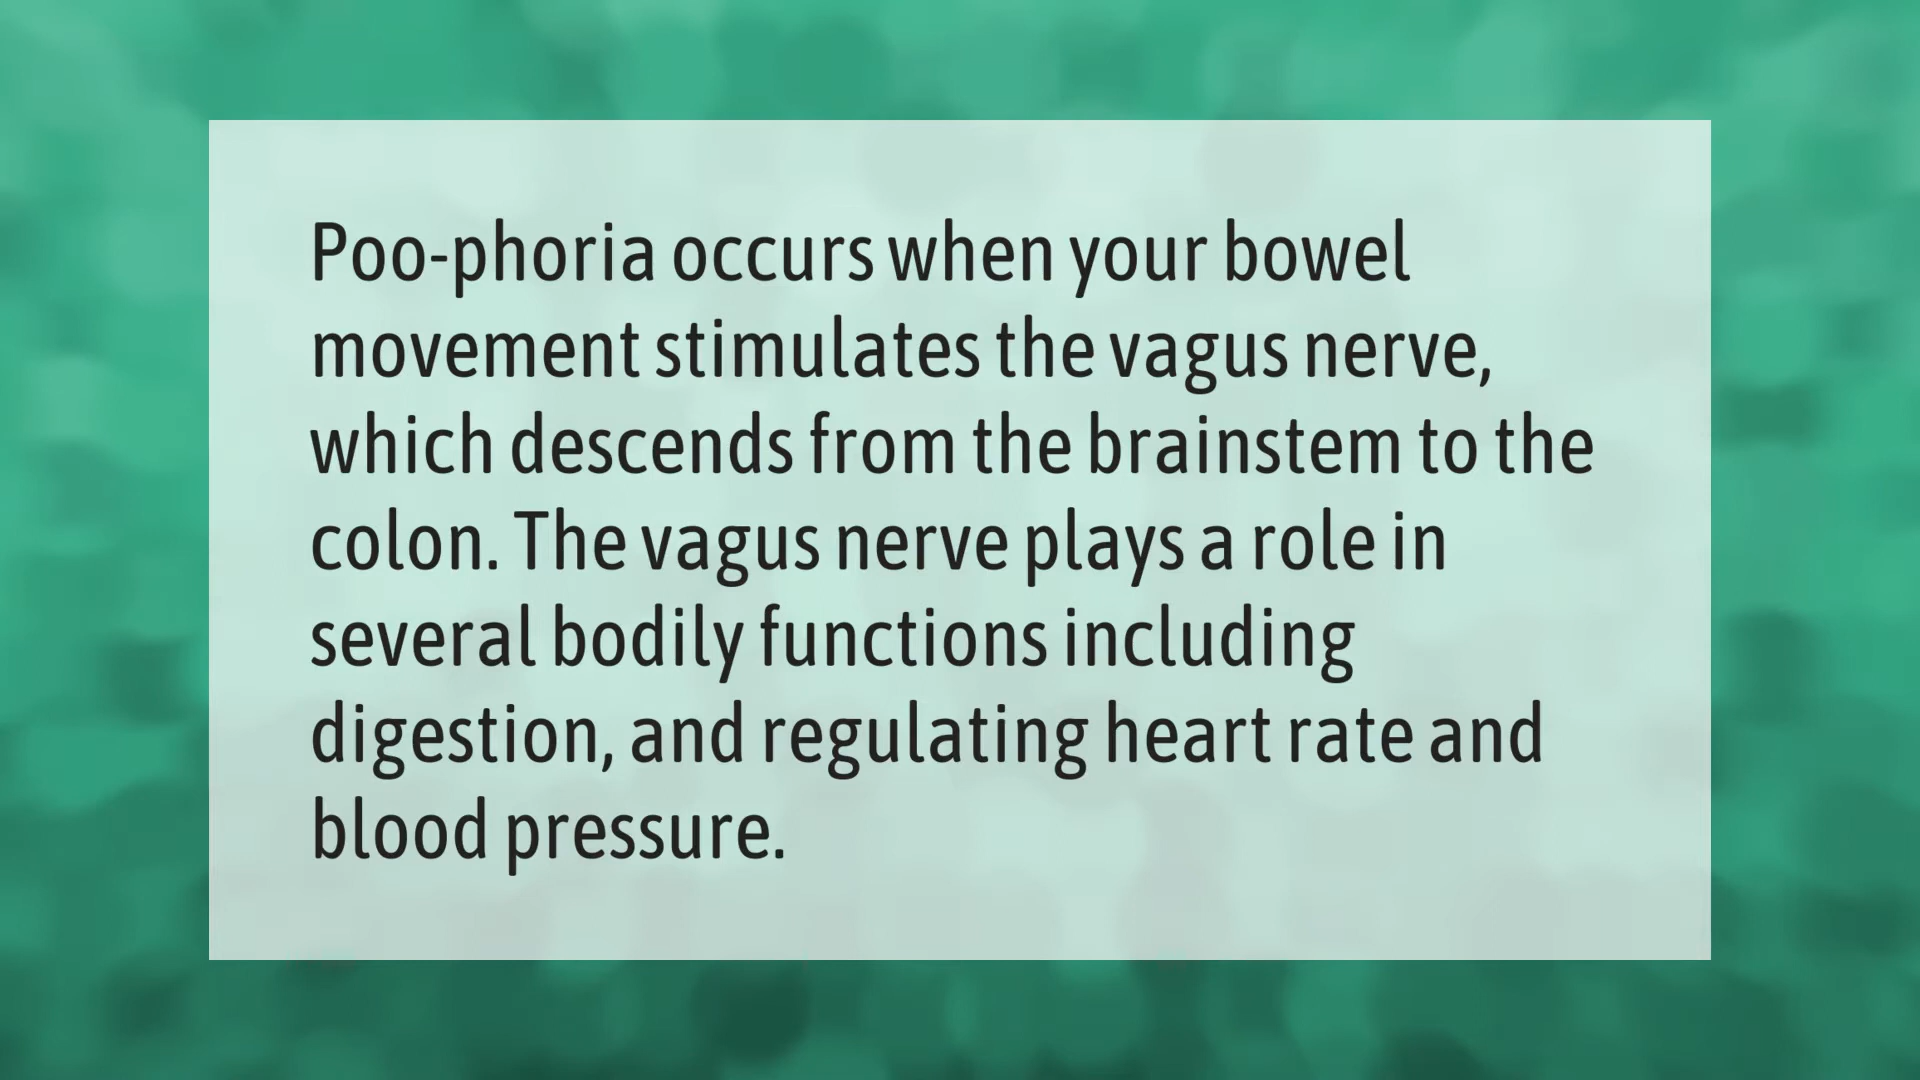 Poo-phoria occurs when your bowel
movement stimulates the vagus nerve,
which descends from the brainstem to the
colon. The vagus nerve plays a role in
several bodily functions including
digestion, and regulating heart rate and
blood pressure.